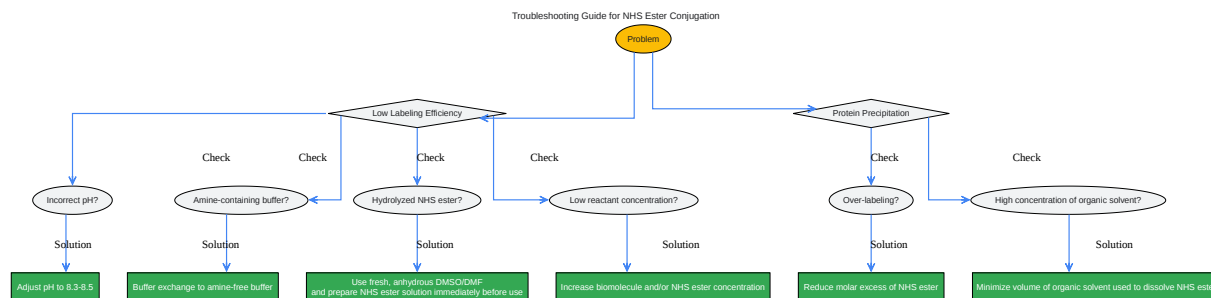 Troubleshooting Guide for NHS Ester Conjugation
Problem
Low Labeling Efficiency
Protein Precipitation
Check
Check
Check
Check
Check
Check
Incorrect pH?
Amine-containing buffer?
Hydrolyzed NHS ester?
Low reactant concentration?
Over-labeling?
High concentration of organic solvent?
Solution
Solution
Solution
Solution
Solution
Solution
Adjust pH to 8.3-8.5
Buffer exchange to amine-free buffer
Use fresh, anhydrous DMSO/DMF
and prepare NHS ester solution immediately before use
Increase biomolecule and/or NHS ester concentration
Reduce molar excess of NHS ester
Minimize volume of organic solvent used to dissolve NHS ester